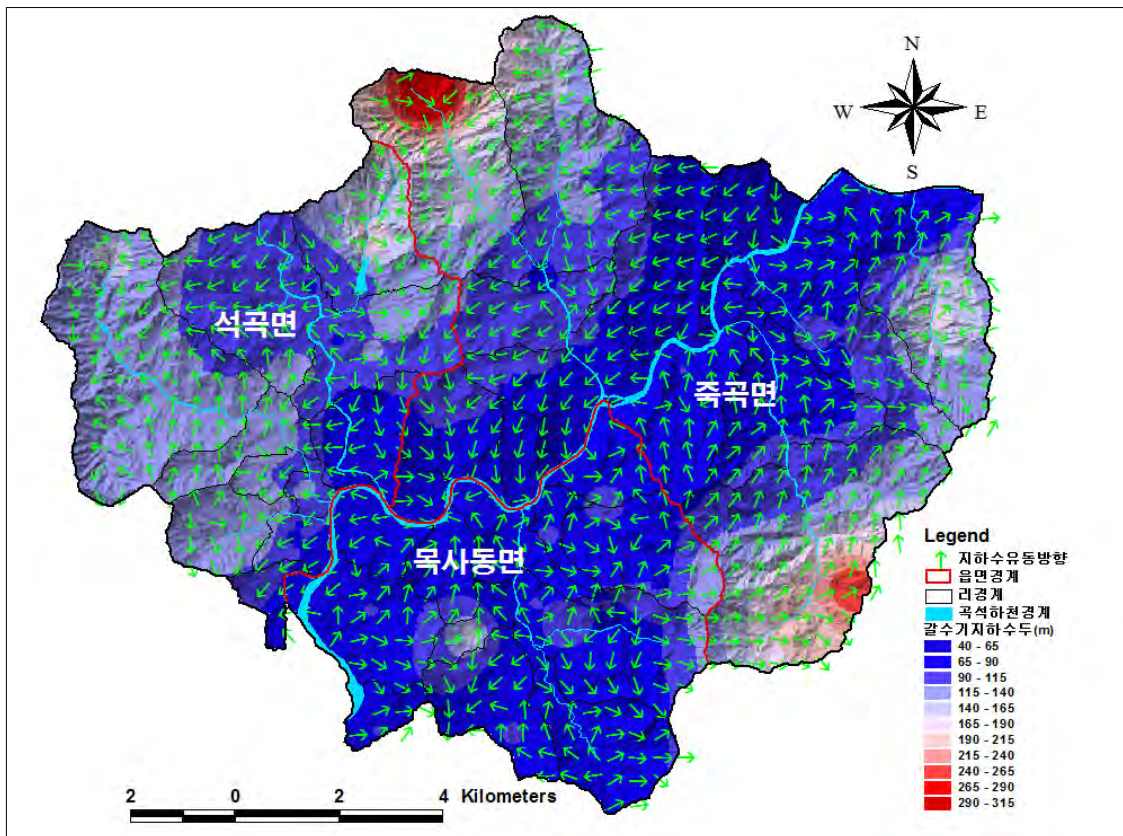 N
W
E
S
석곡면
죽곡면
목사동면
Legend
지하수유동방향
읍면경계
리경계
곡석하천경계
갈수기지하수두(m)
40 - 65
65 - 90
90 - 115
115 - 140
140 - 165
165 - 190
190 - 215
215 - 240
240 - 265
265 - 290
290 - 315
2 0 2 4 Kilometers